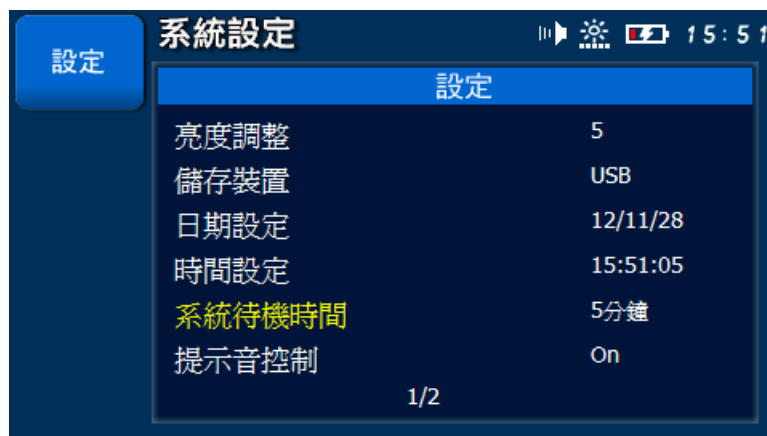 設定
系統設定 15:51
設定
亮度調整 5
儲存裝置 USB
日期設定 12/11/28
時間設定 15:51:05
系統待機時間 5分鐘
提示音控制 On
1/2